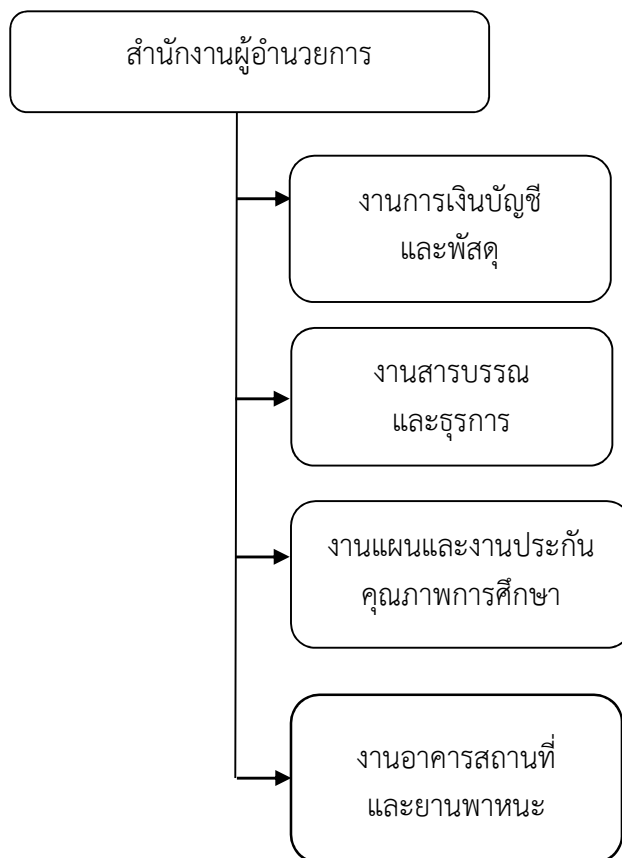 สำนักงานผู้อำนวยการ
งานการเงินบัญชี
และพัสดุ
งานสารบรรณ
และธุรการ
งานแผนและงานประกัน
คุณภาพการศึกษา
งานอาคารสถานที่
และยานพาหนะ